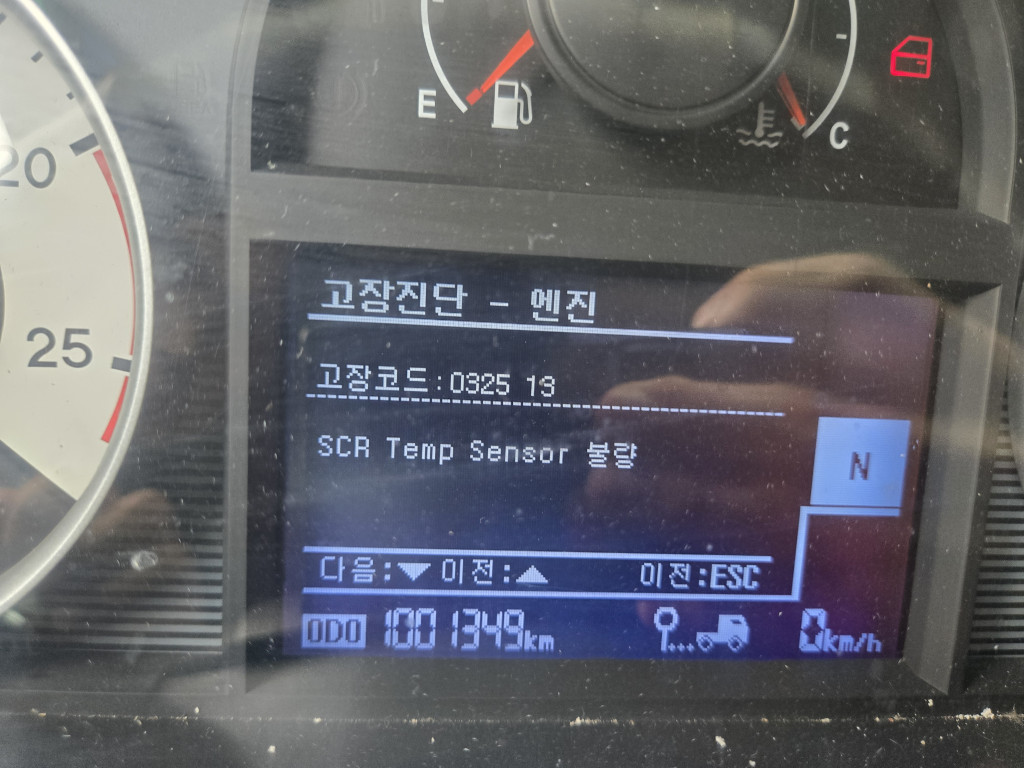 E
C
20
25
고장진단 - 엔진
고장코드:0325 19
SCR Temp Sensor 불량
N
다음:▼ 이전:▲ 이전:ESC
ODO 1001349km 0km/h